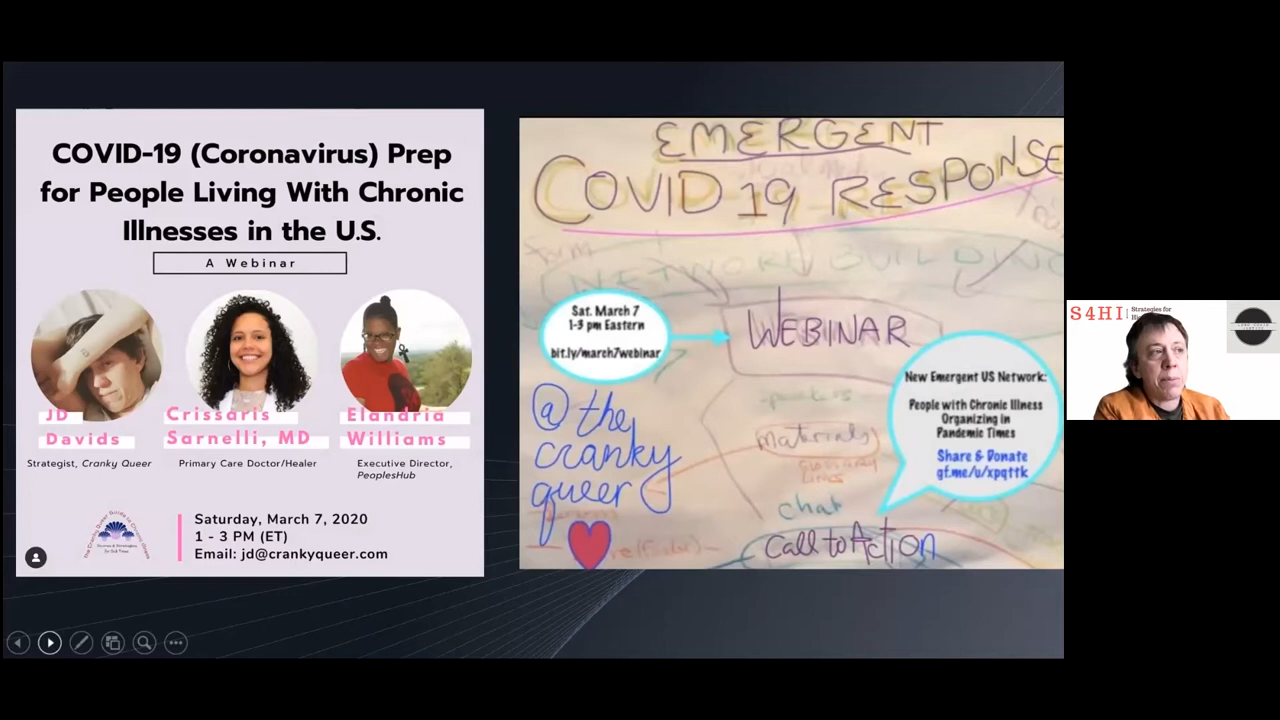 COVID-19 (Coronavirus) Prep
for People Living With Chronic
Illnesses in the U.S.
A Webinar
JD
Davids
Strategist, Cranky Queer
Crissaris
Sarnelli, MD
Primary Care Doctor/Healer
Elandria
Williams
Executive Director,
PeoplesHub
Saturday, March 7, 2020
1 - 3 PM (ET)
Email: jd@crankyqueer.com
EMERGENT
COVID 19 RESPONSE
NETWORK BUILDING
Sat. March 7
1-3 pm Eastern
bit.ly/march7webinar
WEBINAR
New Emergent US Network:
People with Chronic Illness
Organizing in
Pandemic Times
Share & Donate
gf.me/u/xpqttk
@the
cranky
queer
materials
chat
Call to Action
S4HI
Strategies for